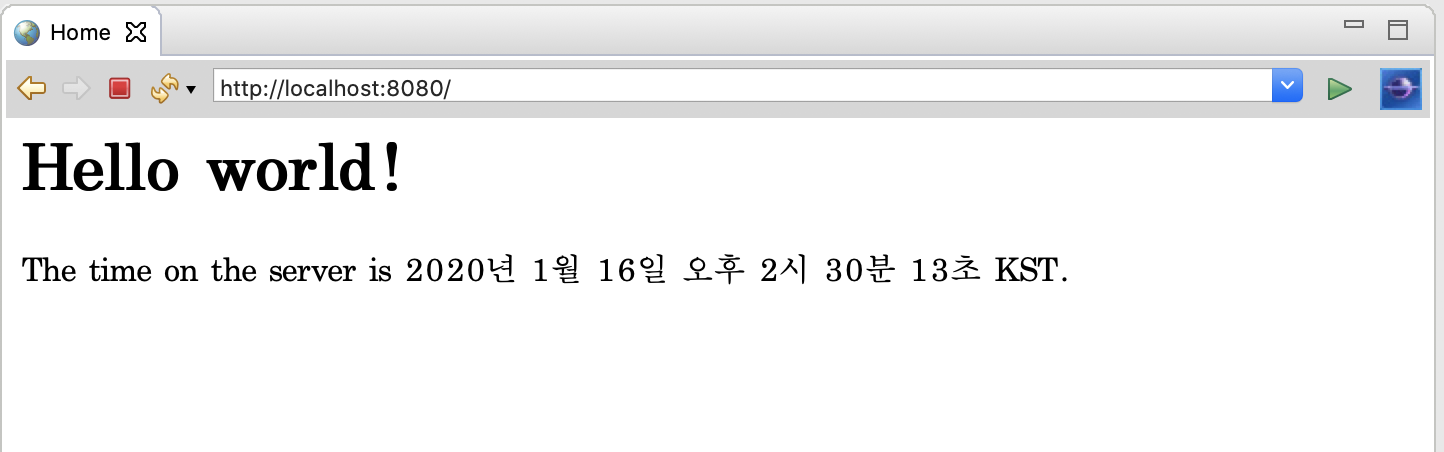 Home
http://localhost:8080/
Hello world!
The time on the server is 2020년 1월 16일 오후 2시 30분 13초 KST.